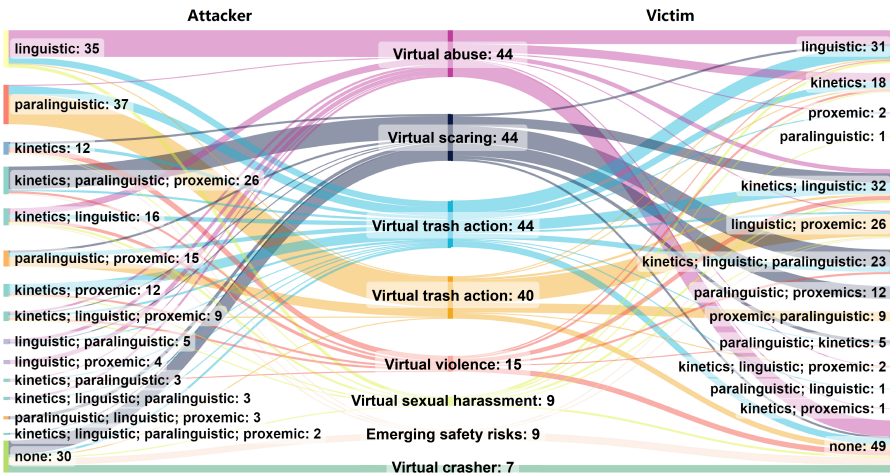 Attacker
Victim
linguistic: 35
paralinguistic: 37
kinetics: 12
kinetics; paralinguistic; proxemic: 26
kinetics; linguistic: 16
paralinguistic; proxemic: 15
kinetics; proxemic: 12
kinetics; linguistic; proxemic: 9
linguistic; paralinguistic: 5
linguistic; proxemic: 4
kinetics; paralinguistic: 3
kinetics; linguistic; paralinguistic: 3
paralinguistic; linguistic; proxemic: 3
kinetics; linguistic; paralinguistic; proxemic: 2
none: 30
Virtual abuse: 44
Virtual scaring: 44
Virtual trash action: 44
Virtual trash action: 40
Virtual violence: 15
Virtual sexual harassment: 9
Emerging safety risks: 9
Virtual crasher: 7
linguistic: 31
kinetics: 18
proxemic: 2
paralinguistic: 1
kinetics; linguistic: 32
linguistic; proxemic: 26
kinetics; linguistic; paralinguistic: 23
paralinguistic; proxemics: 12
proxemic; paralinguistic: 9
paralinguistic; kinetics: 5
kinetics; linguistic; proxemic: 2
paralinguistic; linguistic: 1
kinetics; proxemics: 1
none: 49